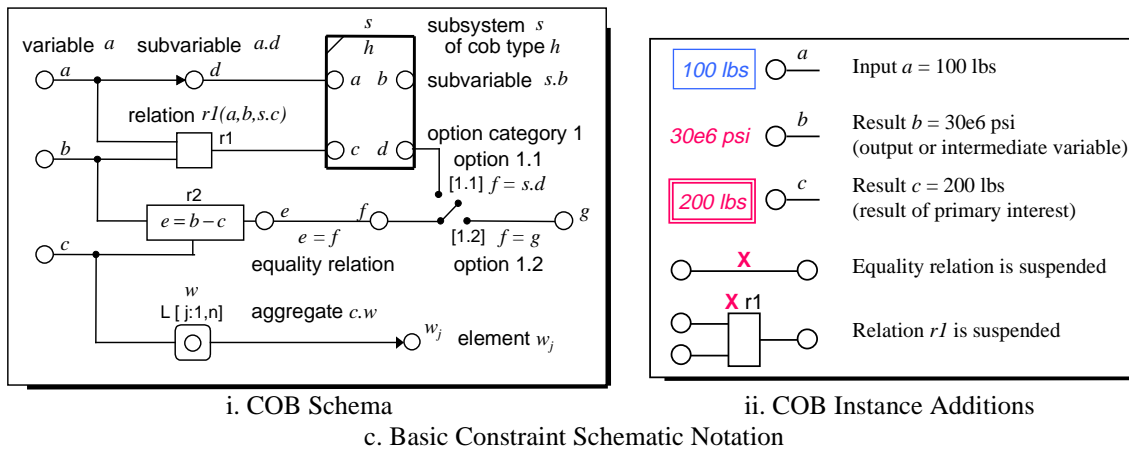 s
variable a subvariable a.d
subsystem s
of cob type h
h
a
d
a b
subvariable s.b
relation r1(a,b,s.c)
r1
b
c d
option category 1
option 1.1
[1.1] f = s.d
r2
e = b – c
e
f
g
e = f
[1.2] f = g
c
equality relation
option 1.2
w
L [ j:1,n]
aggregate c.w
wj element wj
i. COB Schema
100 lbs a Input a = 100 lbs
30e6 psi b Result b = 30e6 psi
(output or intermediate variable)
200 lbs c Result c = 200 lbs
(result of primary interest)
X Equality relation is suspended
X r1
Relation r1 is suspended
ii. COB Instance Additions
c. Basic Constraint Schematic Notation